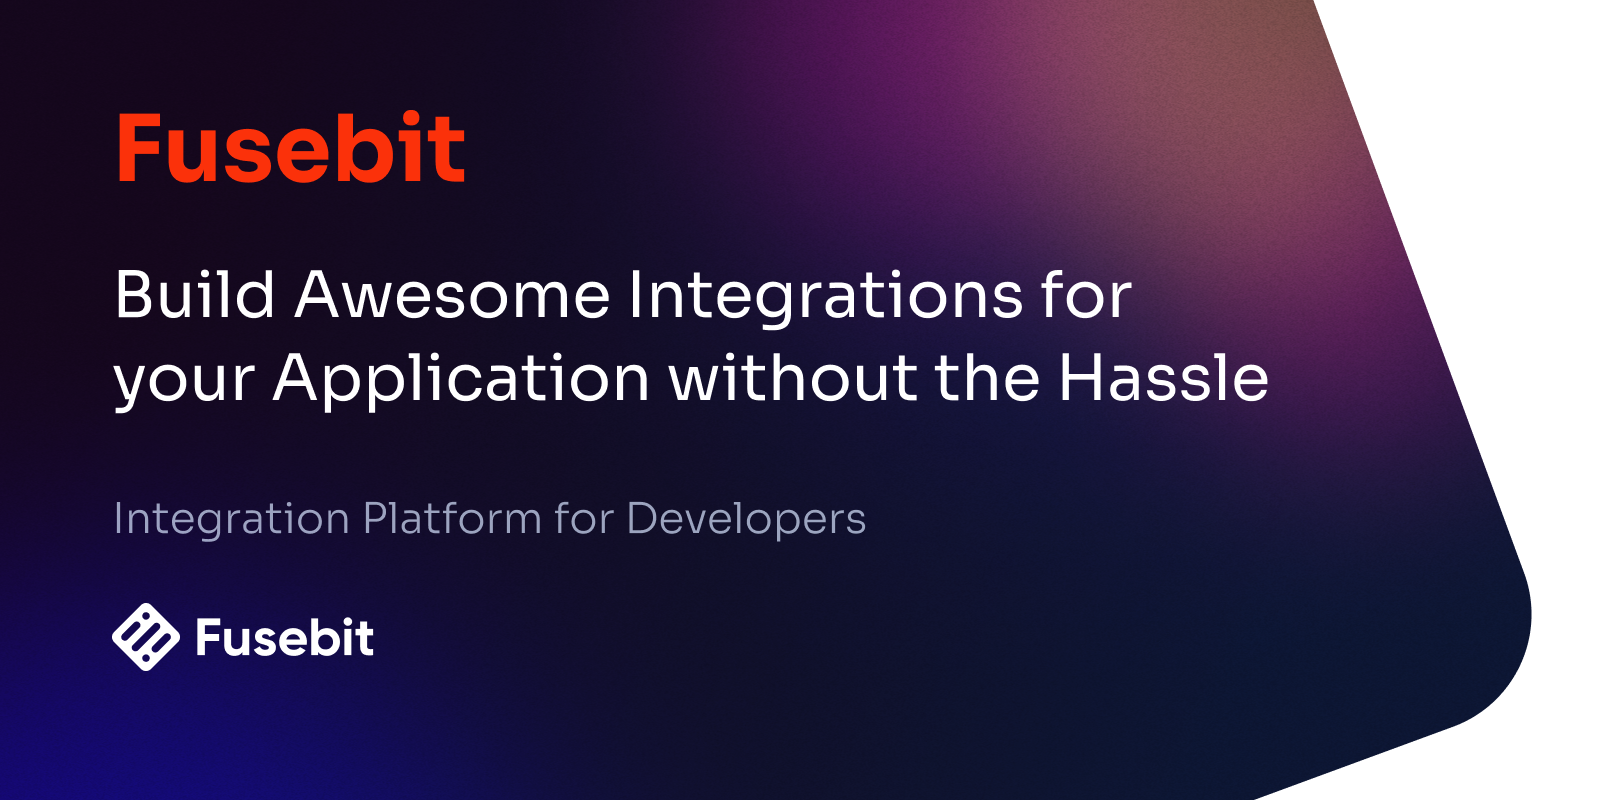 Fusebit
Build Awesome Integrations for
your Application without the Hassle
Integration Platform for Developers
Fusebit